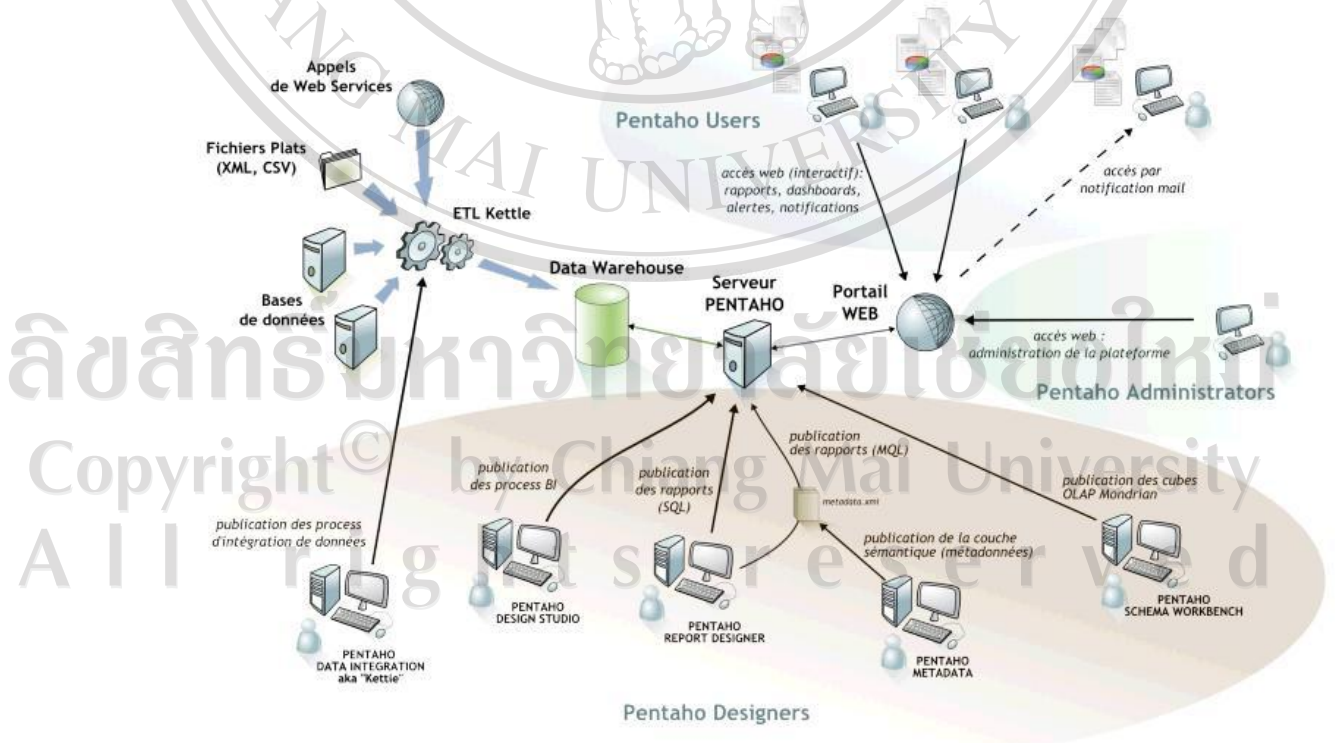 Appels
de Web Services
Fichiers Plats
(XML, CSV)
ETL Kettle
Bases
de données
Data Warehouse
Serveur
PENTAHO
Portail
WEB
Pentaho Users
accès web (interactif):
rapports, dashboards,
alertes, notifications
accès par
notification mail
accès web :
administration de la plateforme
Pentaho Administrators
MAI UNIVERSITY
ลิขสิทธิ์มหาวิทยาลัยเชียงใหม่
Copyright© by Chiang Mai University
All rights reserved
publication des process
d'intégration de données
publication
des process BI
publication
des rapports
(SQL)
publication
des rapports (MQL)
metadata.xml
publication de la couche
sémantique (métadonnées)
publication des cubes
OLAP Mondrian
PENTAHO
DATA INTEGRATION
aka "Kettle"
PENTAHO
DESIGN STUDIO
PENTAHO
REPORT DESIGNER
PENTAHO
METADATA
PENTAHO
SCHEMA WORKBENCH
Pentaho Designers